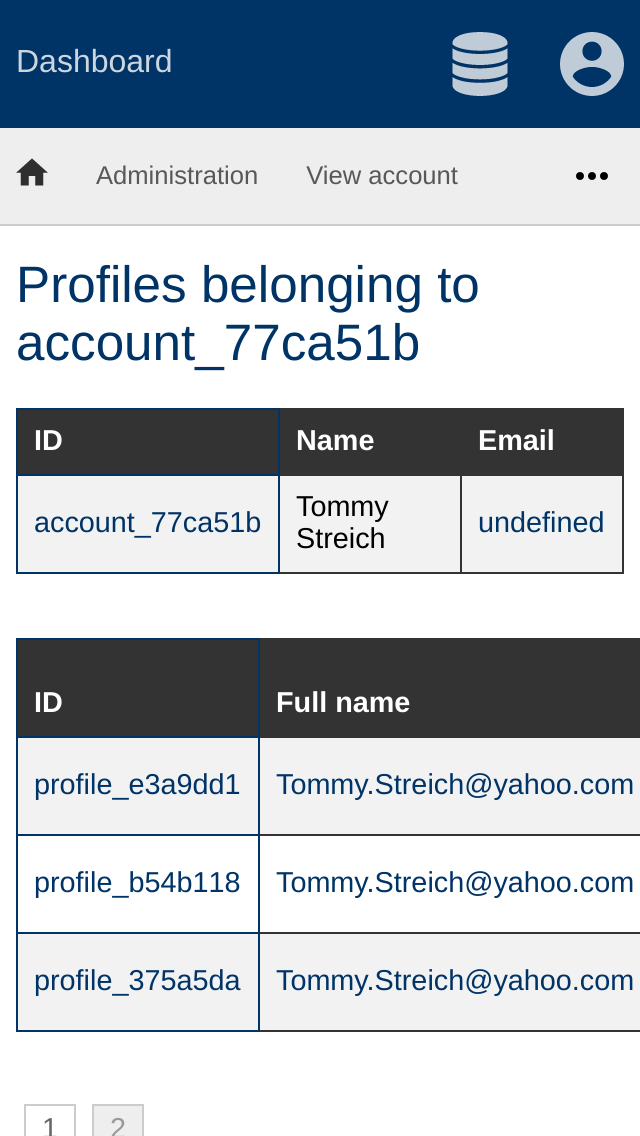 Dashboard
Administration View account
Profiles belonging to
account_77ca51b
ID Name Email
account_77ca51b Tommy Streich undefined
ID Full name
profile_e3a9dd1 Tommy.Streich@yahoo.com
profile_b54b118 Tommy.Streich@yahoo.com
profile_375a5da Tommy.Streich@yahoo.com
1 2